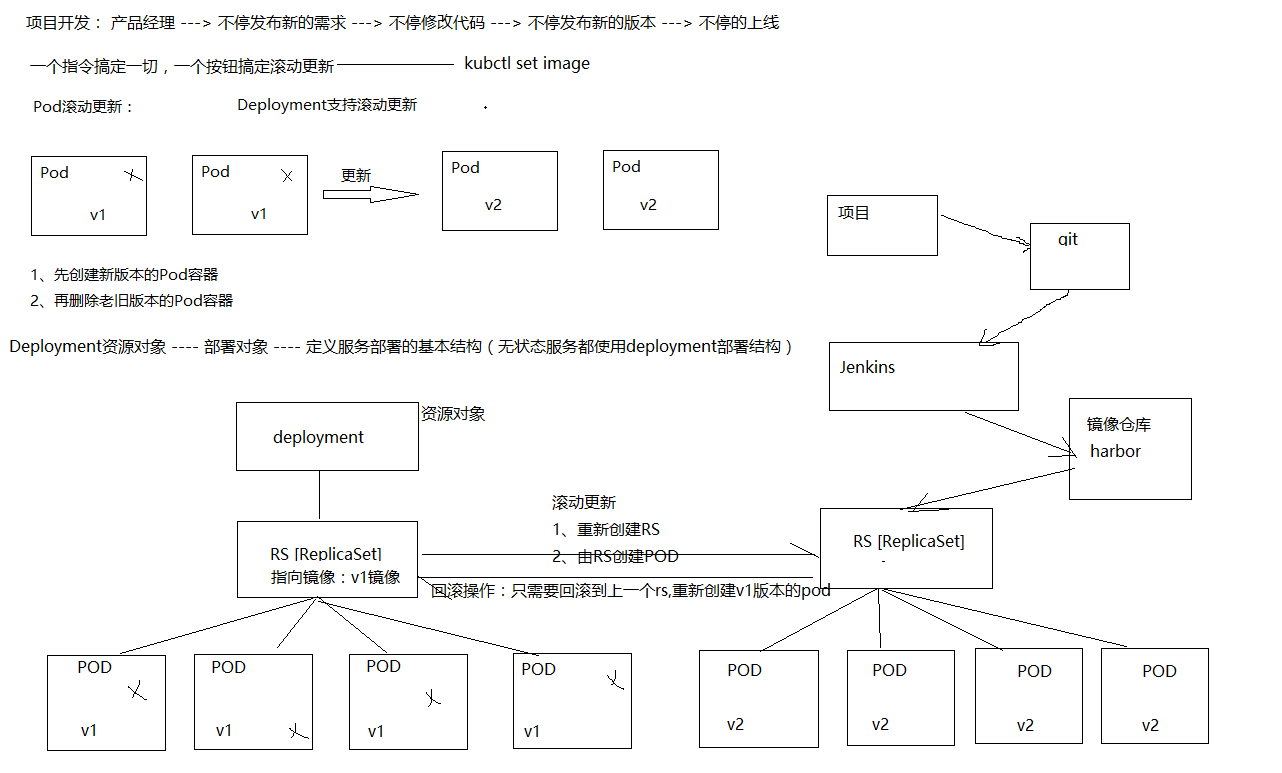 项目开发： 产品经理 ---> 不停发布新的需求 ---> 不停修改代码 ---> 不停发布新的版本 ---> 不停的上线
一个指令搞定一切，一个按钮搞定滚动更新
kubctl set image
Pod滚动更新：
Deployment支持滚动更新
Pod
v1
Pod
v1
更新
Pod
v2
Pod
v2
1、先创建新版本的Pod容器
2、再删除老旧版本的Pod容器
项目
git
Jenkins
镜像仓库
harbor
Deployment资源对象 ---- 部署对象 ---- 定义服务部署的基本结构（无状态服务都使用deployment部署结构）
deployment
资源对象
RS [ReplicaSet]
指向镜像：v1镜像
滚动更新
1、重新创建RS
2、由RS创建POD
回滚操作：只需要回滚到上一个rs,重新创建v1版本的pod
RS [ReplicaSet]
POD
v1
POD
v1
POD
v1
POD
v1
POD
v2
POD
v2
POD
v2
POD
v2